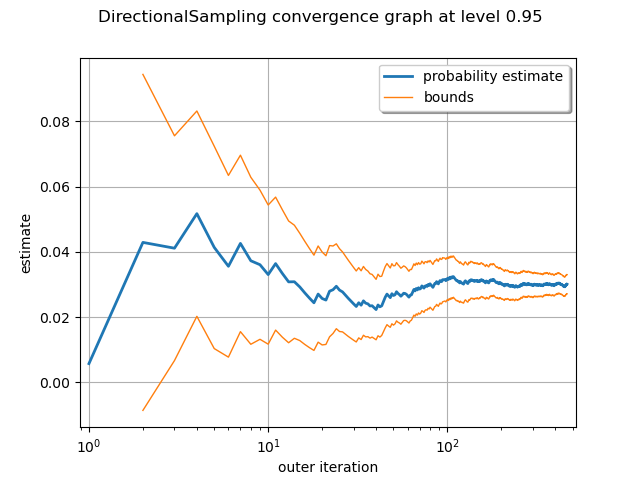 DirectionalSampling convergence graph at level 0.95
probability estimate
bounds
0.08
0.06
0.04
0.02
0.00
estimate
10⁰
10¹
10²
outer iteration